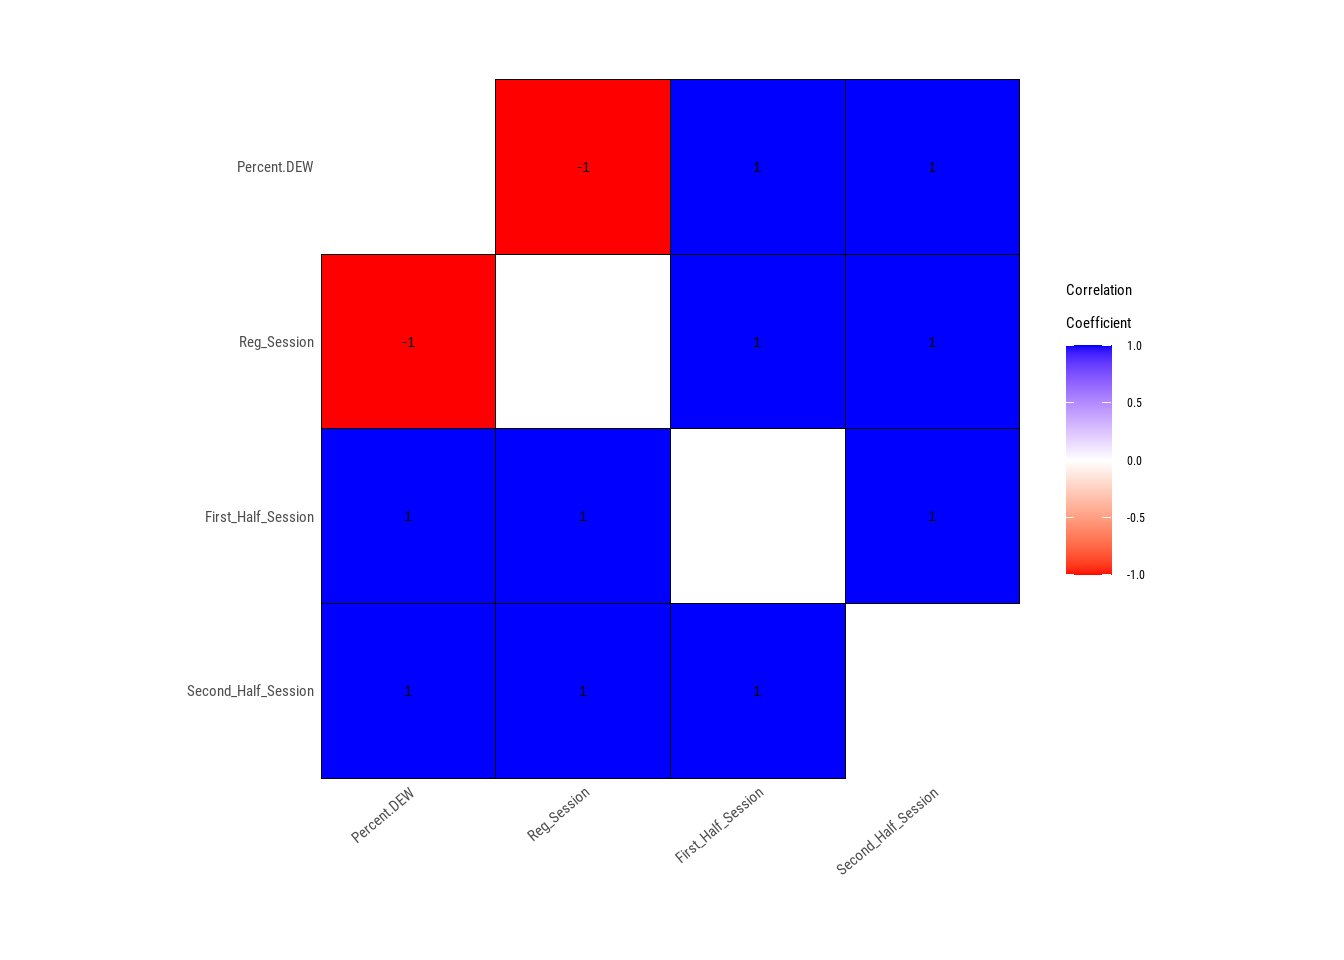 Percent.DEW
-1
1
1
Reg_Session
-1
1
1
First_Half_Session
1
1
1
Second_Half_Session
1
1
1
Percent.DEW
Reg_Session
First_Half_Session
Second_Half_Session
Correlation
Coefficient
1.0
0.5
0.0
-0.5
-1.0